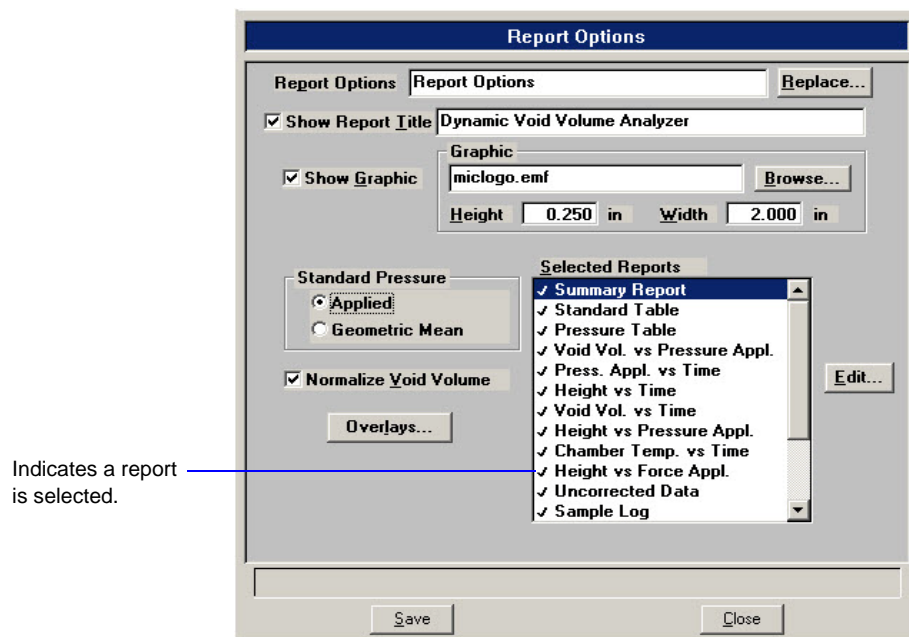 Report Options
Report Options Report Options Replace...
Show Report Title Dynamic Void Volume Analyzer
Graphic
Show Graphic miclogo.emf Browse...
Height 0.250 in Width 2.000 in
Selected Reports
Standard Pressure
Applied
Geometric Mean
Normalize Void Volume
Overlays...
Summary Report
Standard Table
Pressure Table
Void Vol. vs Pressure Appl.
Press. Appl. vs Time
Height vs Time
Void Vol. vs Time
Height vs Pressure Appl.
Chamber Temp. vs Time
Height vs Force Appl.
Uncorrected Data
Sample Log
Edit...
Indicates a report
is selected.
Save Close